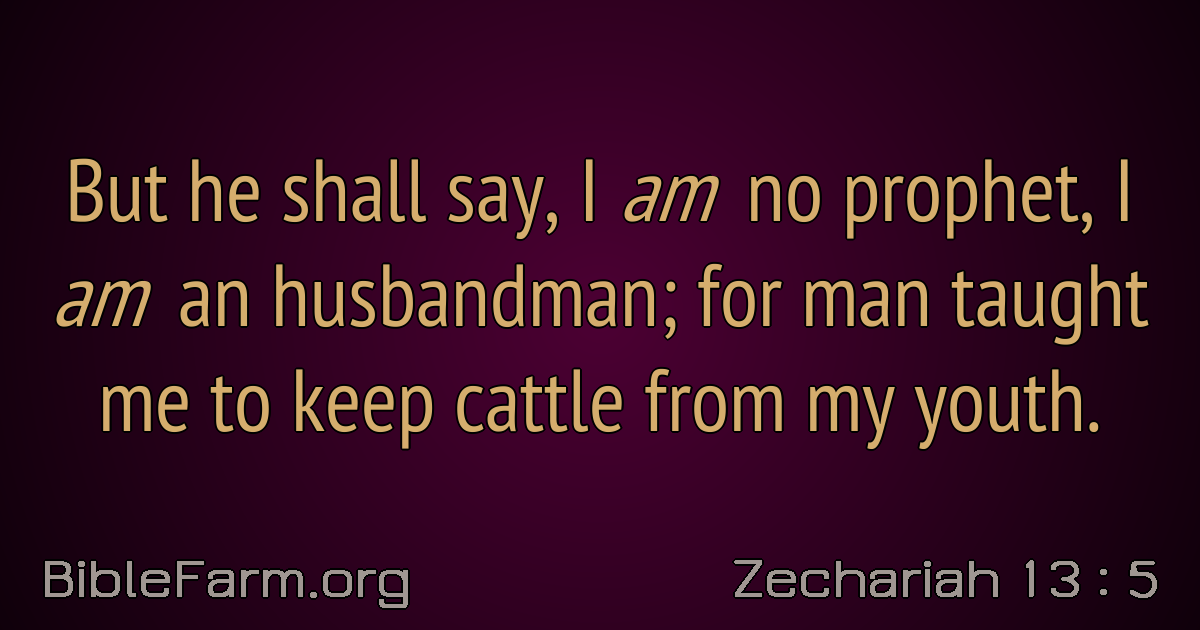 But he shall say, I am no prophet, I
am an husbandman; for man taught
me to keep cattle from my youth.
BibleFarm.org
Zechariah 13 : 5